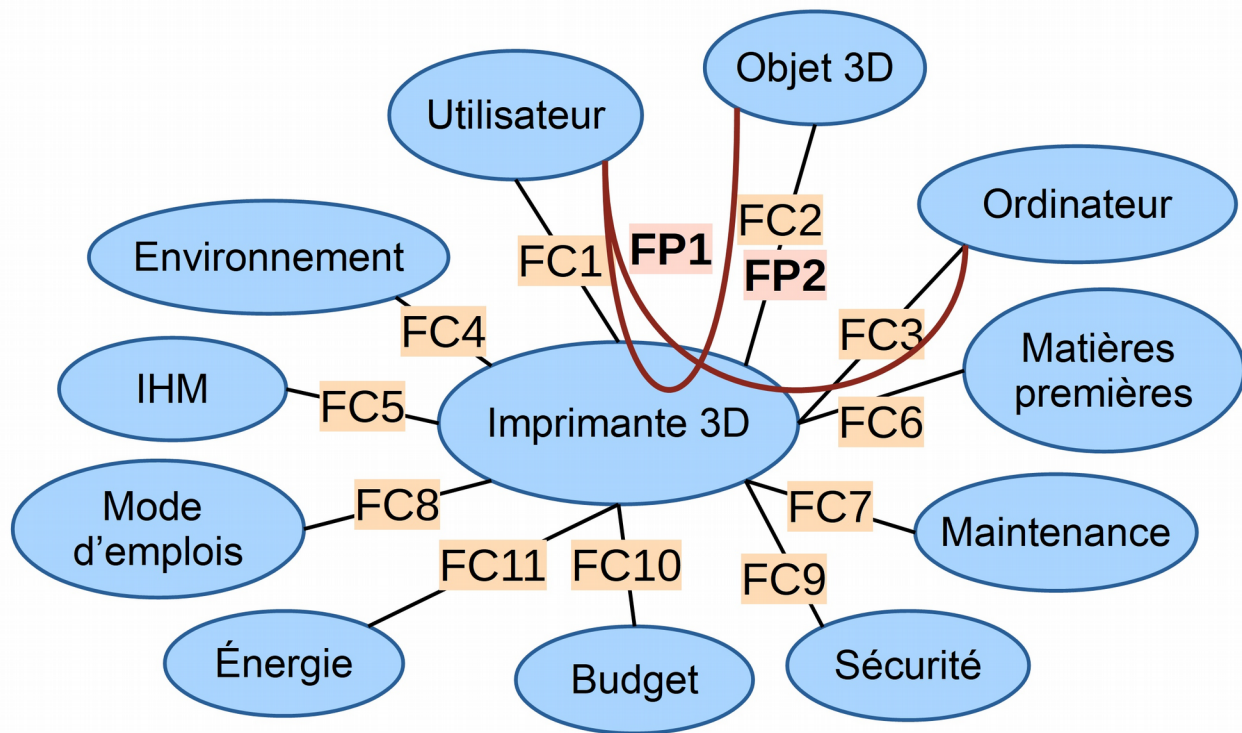 Objet 3D
Utilisateur
Ordinateur
FC2
FP1
FC1
FP2
Environnement
FC4
FC3
Matières
premières
IHM
FC5
Imprimante 3D
FC6
Mode
d'emplois
FC8
FC7
Maintenance
FC11
FC10
FC9
Énergie
Budget
Sécurité